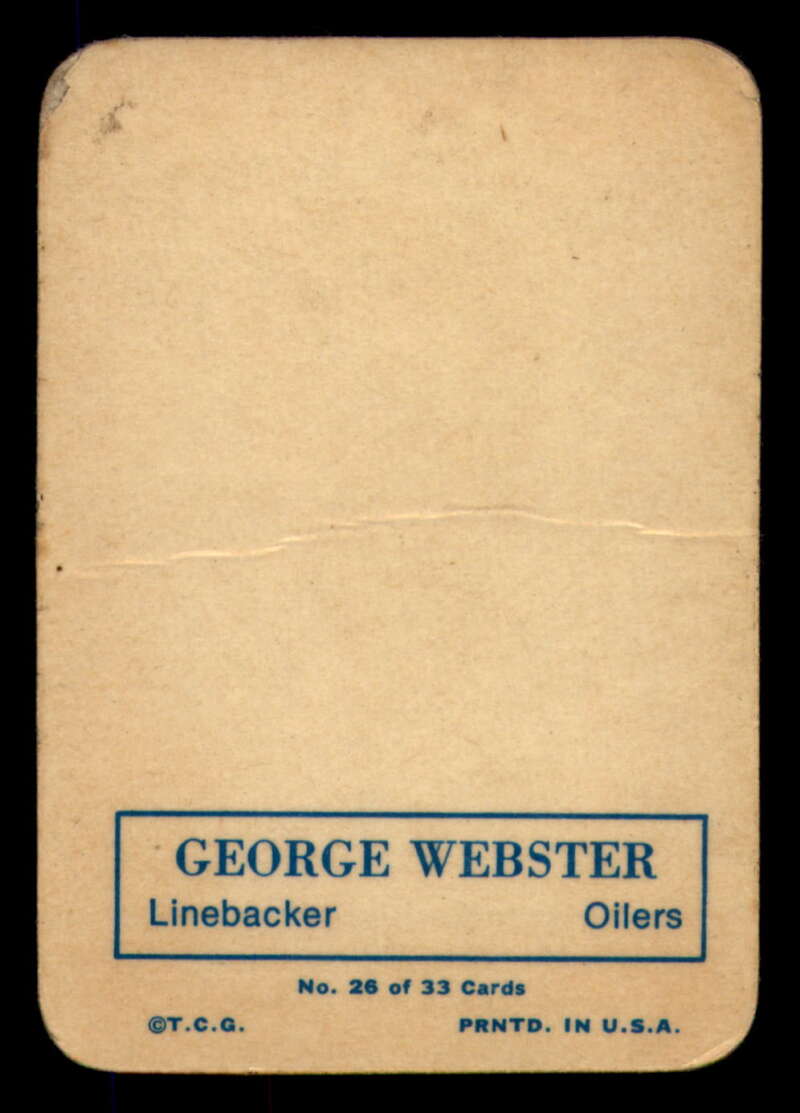 GEORGE WEBSTER
Linebacker Oilers
No. 26 of 33 Cards
©T.C.G. PRNTD. IN U.S.A.